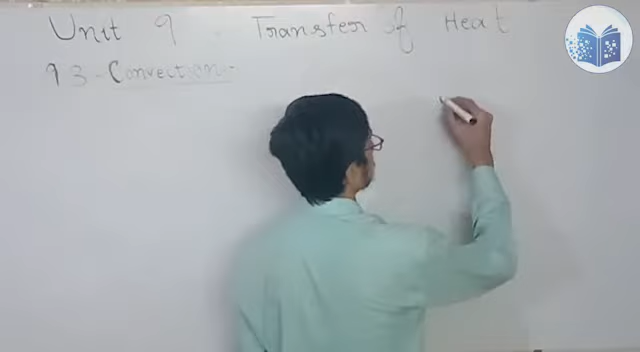 Unit 9 Transfer of Heat
9.3 - Convection:-